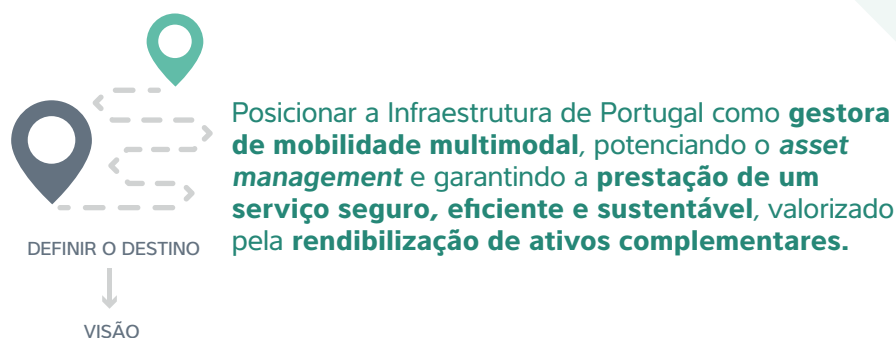 Posicionar a Infraestrutura de Portugal como gestora
de mobilidade multimodal, potenciando o asset
management e garantindo a prestação de um
serviço seguro, eficiente e sustentável, valorizado
pela rendibilização de ativos complementares.
DEFINIR O DESTINO
VISÃO